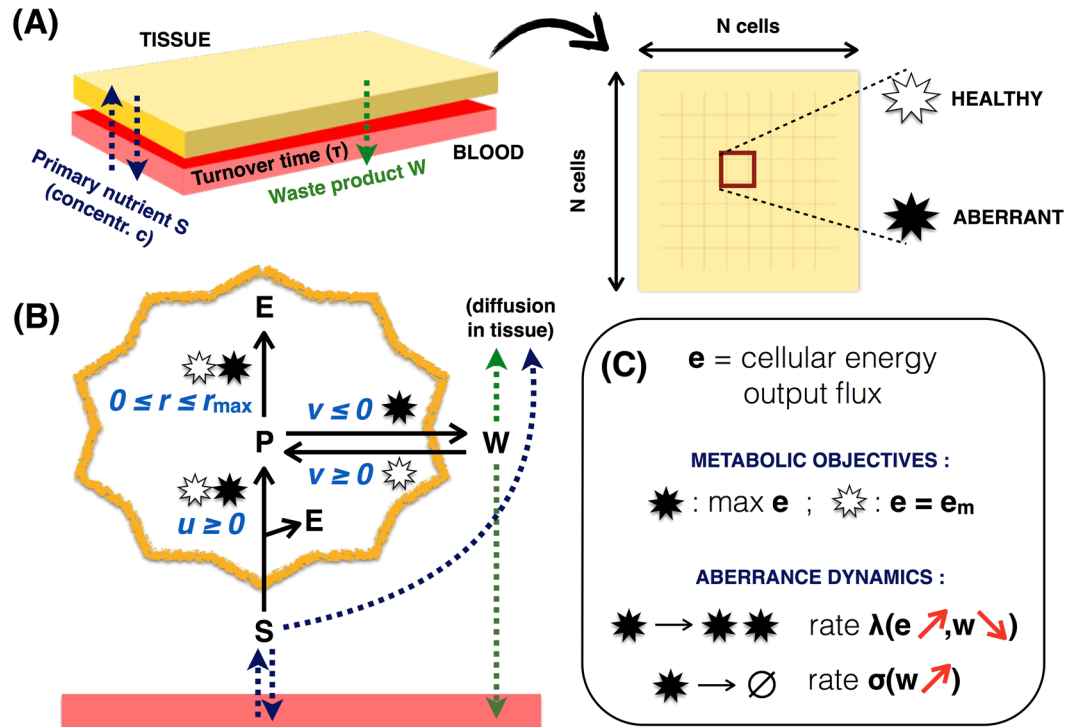 (A)
TISSUE
Primary nutrient S
(concentr. c)
Turnover time (τ)
Waste product W
BLOOD
N cells
N cells
HEALTHY
ABERRANT
(B)
E
0 ≤ r ≤ rmax
P
v ≤ 0
v ≥ 0
W
(diffusion
in tissue)
u ≥ 0
E
S
(C)
e = cellular energy
output flux
METABOLIC OBJECTIVES :
: max e ; : e = em
ABERRANCE DYNAMICS :
→ rate λ(e ↗,w ↘)
→ ∅ rate σ(w ↗)